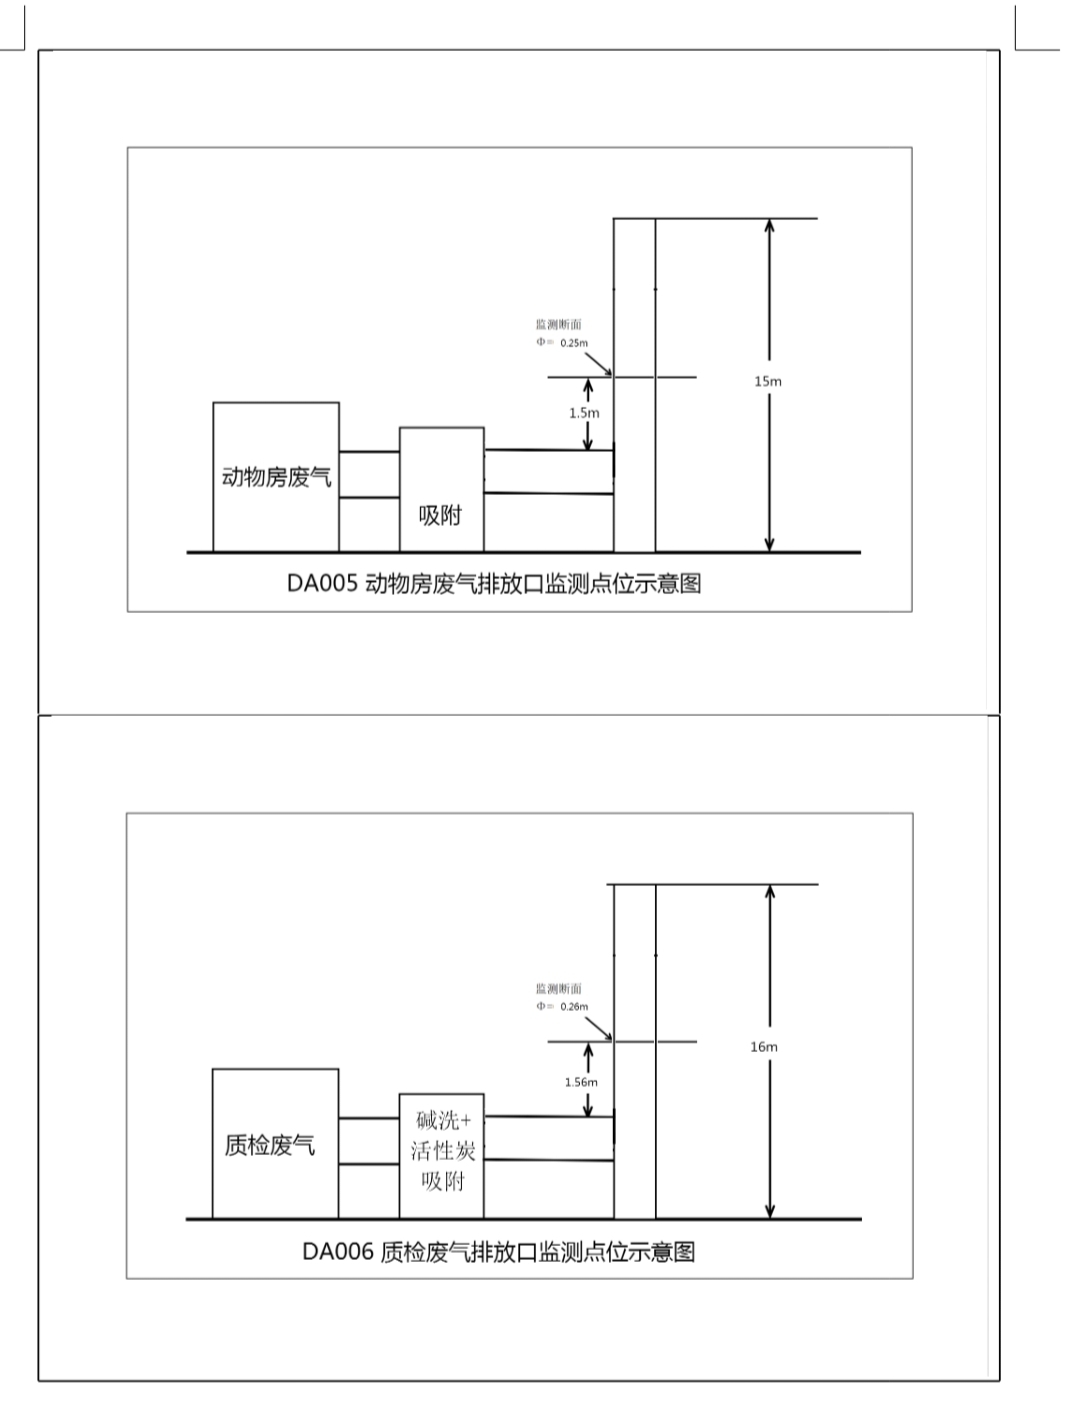 监测断面
Φ= 0.25m
15m
1.5m
动物房废气
吸附
DA005 动物房废气排放口监测点位示意图
监测断面
Φ= 0.26m
16m
1.56m
质检废气
碱洗+
活性炭
吸附
DA006 质检废气排放口监测点位示意图